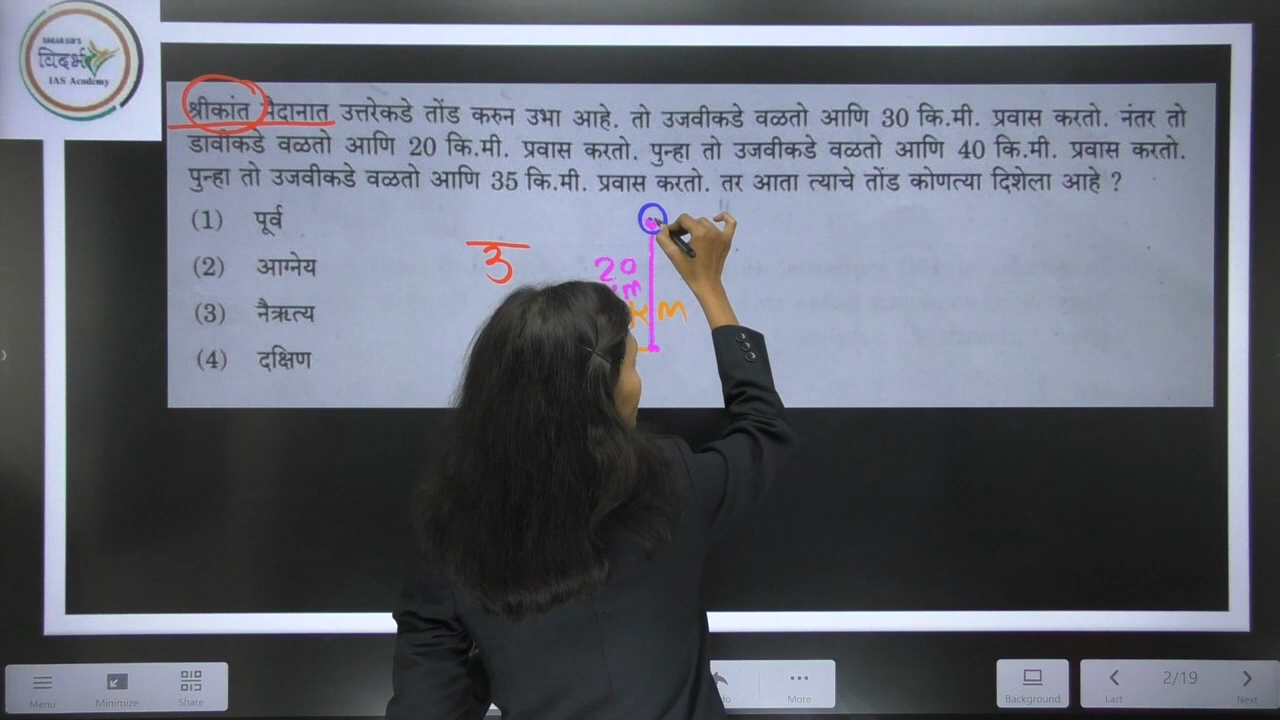 SAGAR SIR'S
विदर्भ
IAS Academy
श्रीकांत मैदानात उत्तरेकडे तोंड करुन उभा आहे. तो उजवीकडे वळतो आणि 30 कि.मी. प्रवास करतो. नंतर तो
डावीकडे वळतो आणि 20 कि.मी. प्रवास करतो. पुन्हा तो उजवीकडे वळतो आणि 40 कि.मी. प्रवास करतो.
पुन्हा तो उजवीकडे वळतो आणि 35 कि.मी. प्रवास करतो. तर आता त्याचे तोंड कोणत्या दिशेला आहे ?
(1) पूर्व
(2) आग्नेय
(3) नैऋत्य
(4) दक्षिण
उ
20
m
Menu
Minimize
Share
More
Background
Last
2/19
Next